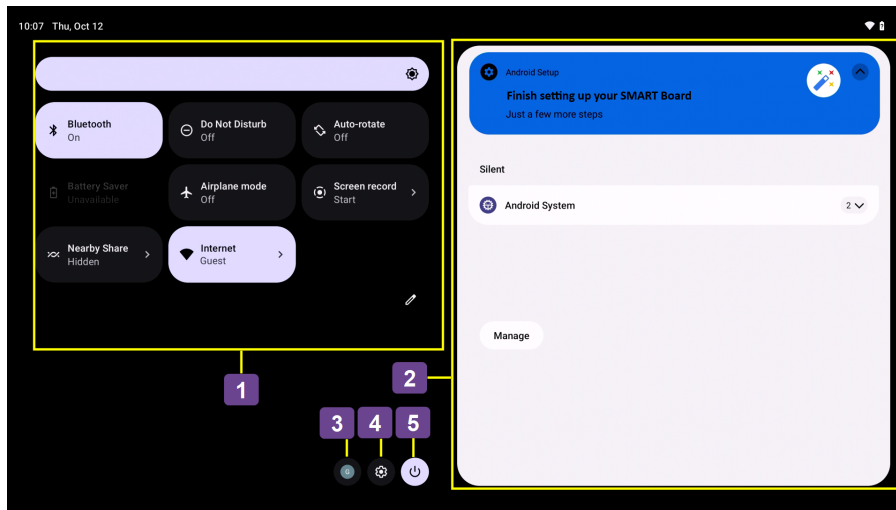 10:07 Thu, Oct 12
Bluetooth
On
Do Not Disturb
Off
Auto-rotate
Off
Battery Saver
Unavailable
Airplane mode
Off
Screen record
Start
Nearby Share
Hidden
Internet
Guest
1
2
3
4
5
G
Android Setup
Finish setting up your SMART Board
Just a few more steps
Silent
Android System
2
Manage